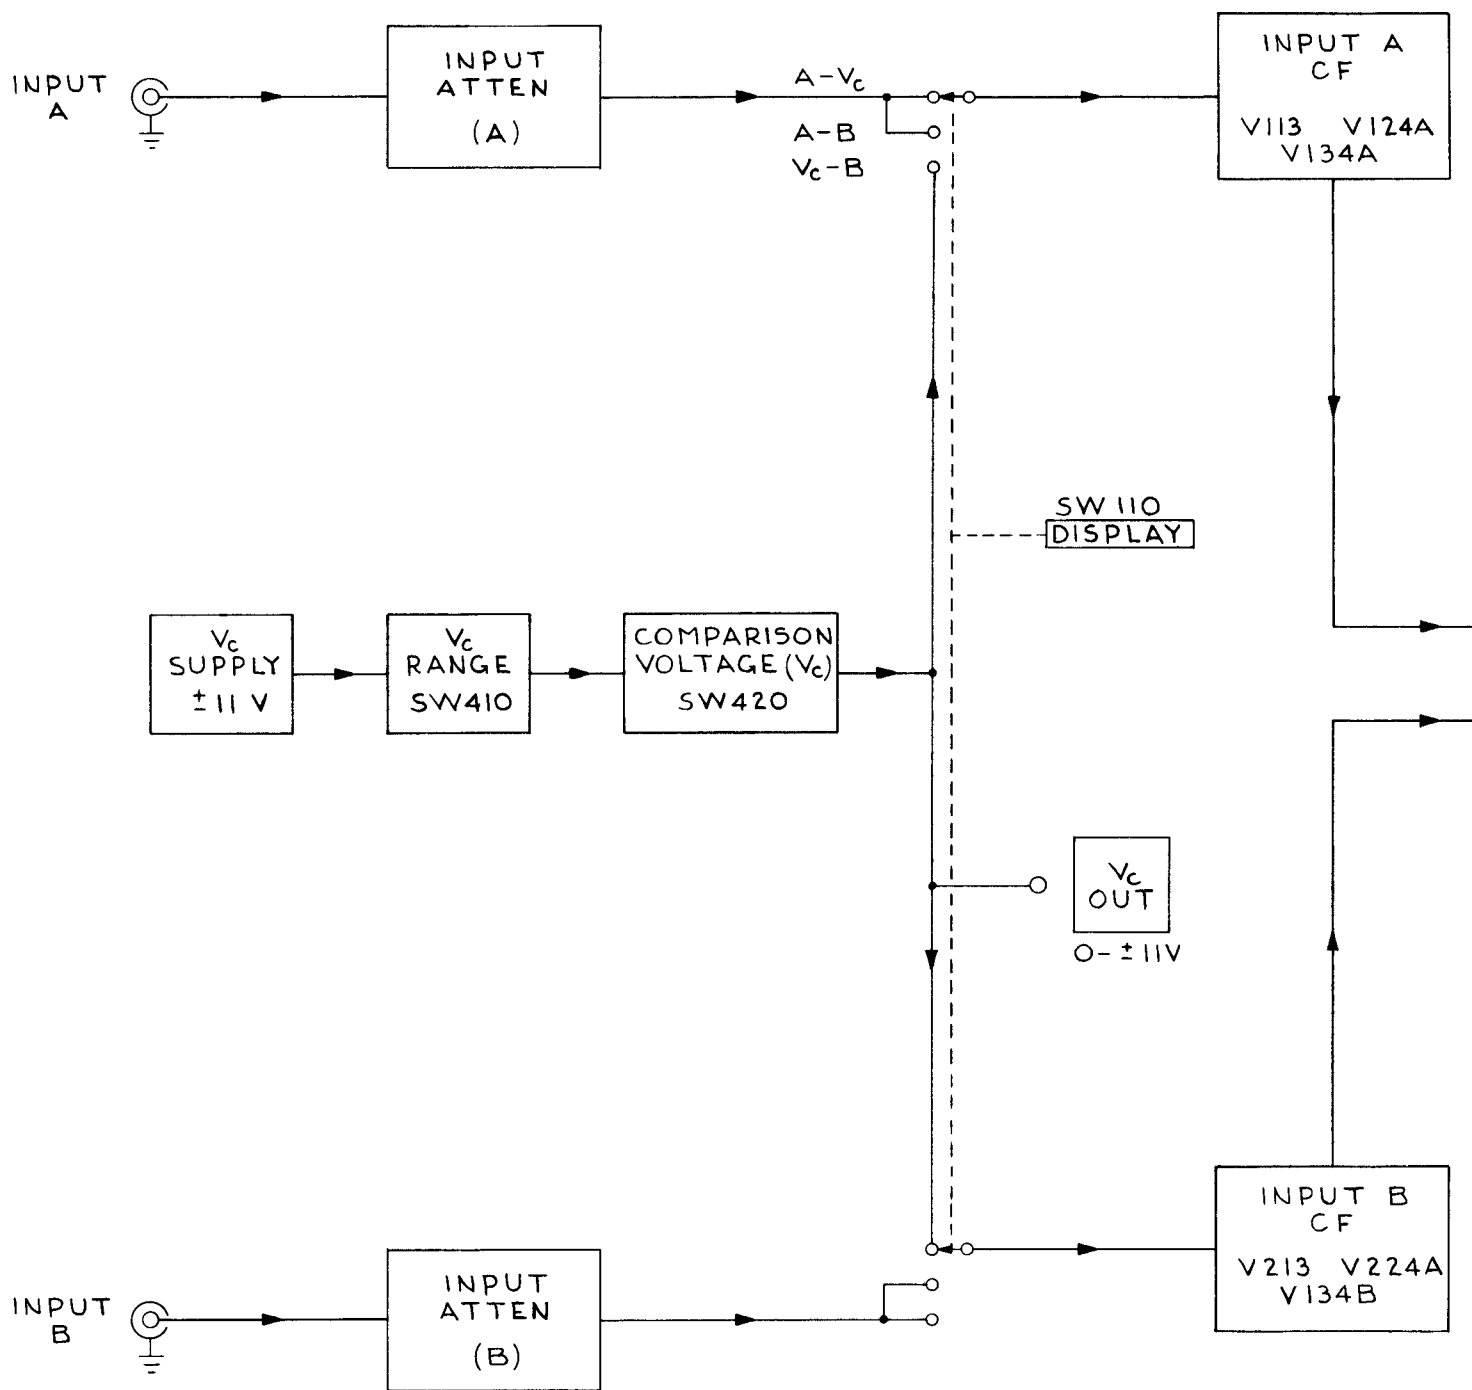 INPUT
A
INPUT
ATTEN
(A)
A-Vc
A-B
Vc-B
INPUT A
CF
V113 V124A
V134A
SW 110
DISPLAY
Vc
SUPPLY
±11 V
Vc
RANGE
SW410
COMPARISON
VOLTAGE (Vc)
SW420
Vc
OUT
0- ±11V
INPUT
B
INPUT
ATTEN
(B)
INPUT B
CF
V213 V224A
V134B